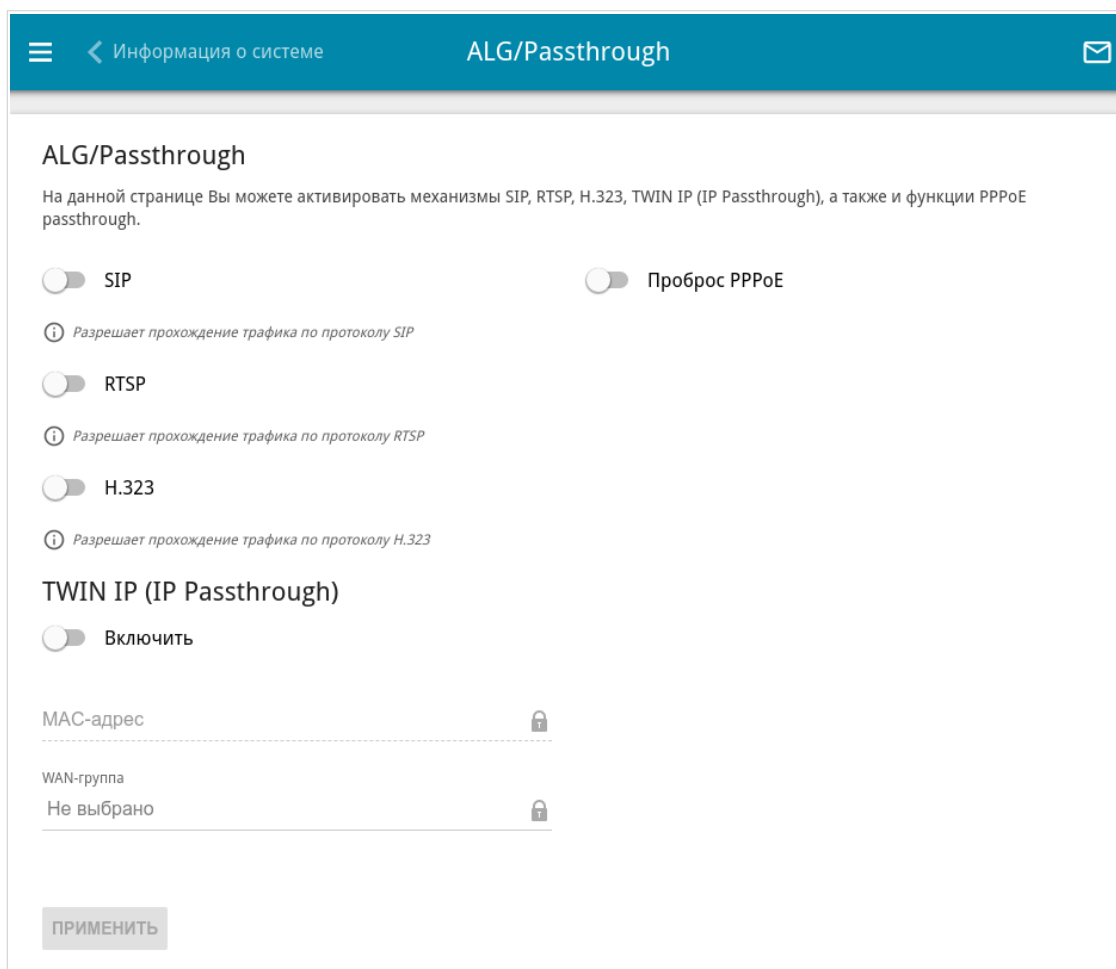 Информация о системе
ALG/Passthrough
ALG/Passthrough
На данной странице Вы можете активировать механизмы SIP, RTSP, H.323, TWIN IP (IP Passthrough), а также и функции PPPoE
passthrough.
SIP
Проброс PPPoE
Разрешает прохождение трафика по протоколу SIP
RTSP
Разрешает прохождение трафика по протоколу RTSP
H.323
Разрешает прохождение трафика по протоколу H.323
TWIN IP (IP Passthrough)
Включить
MAC-адрес
WAN-группа
Не выбрано
ПРИМЕНИТЬ